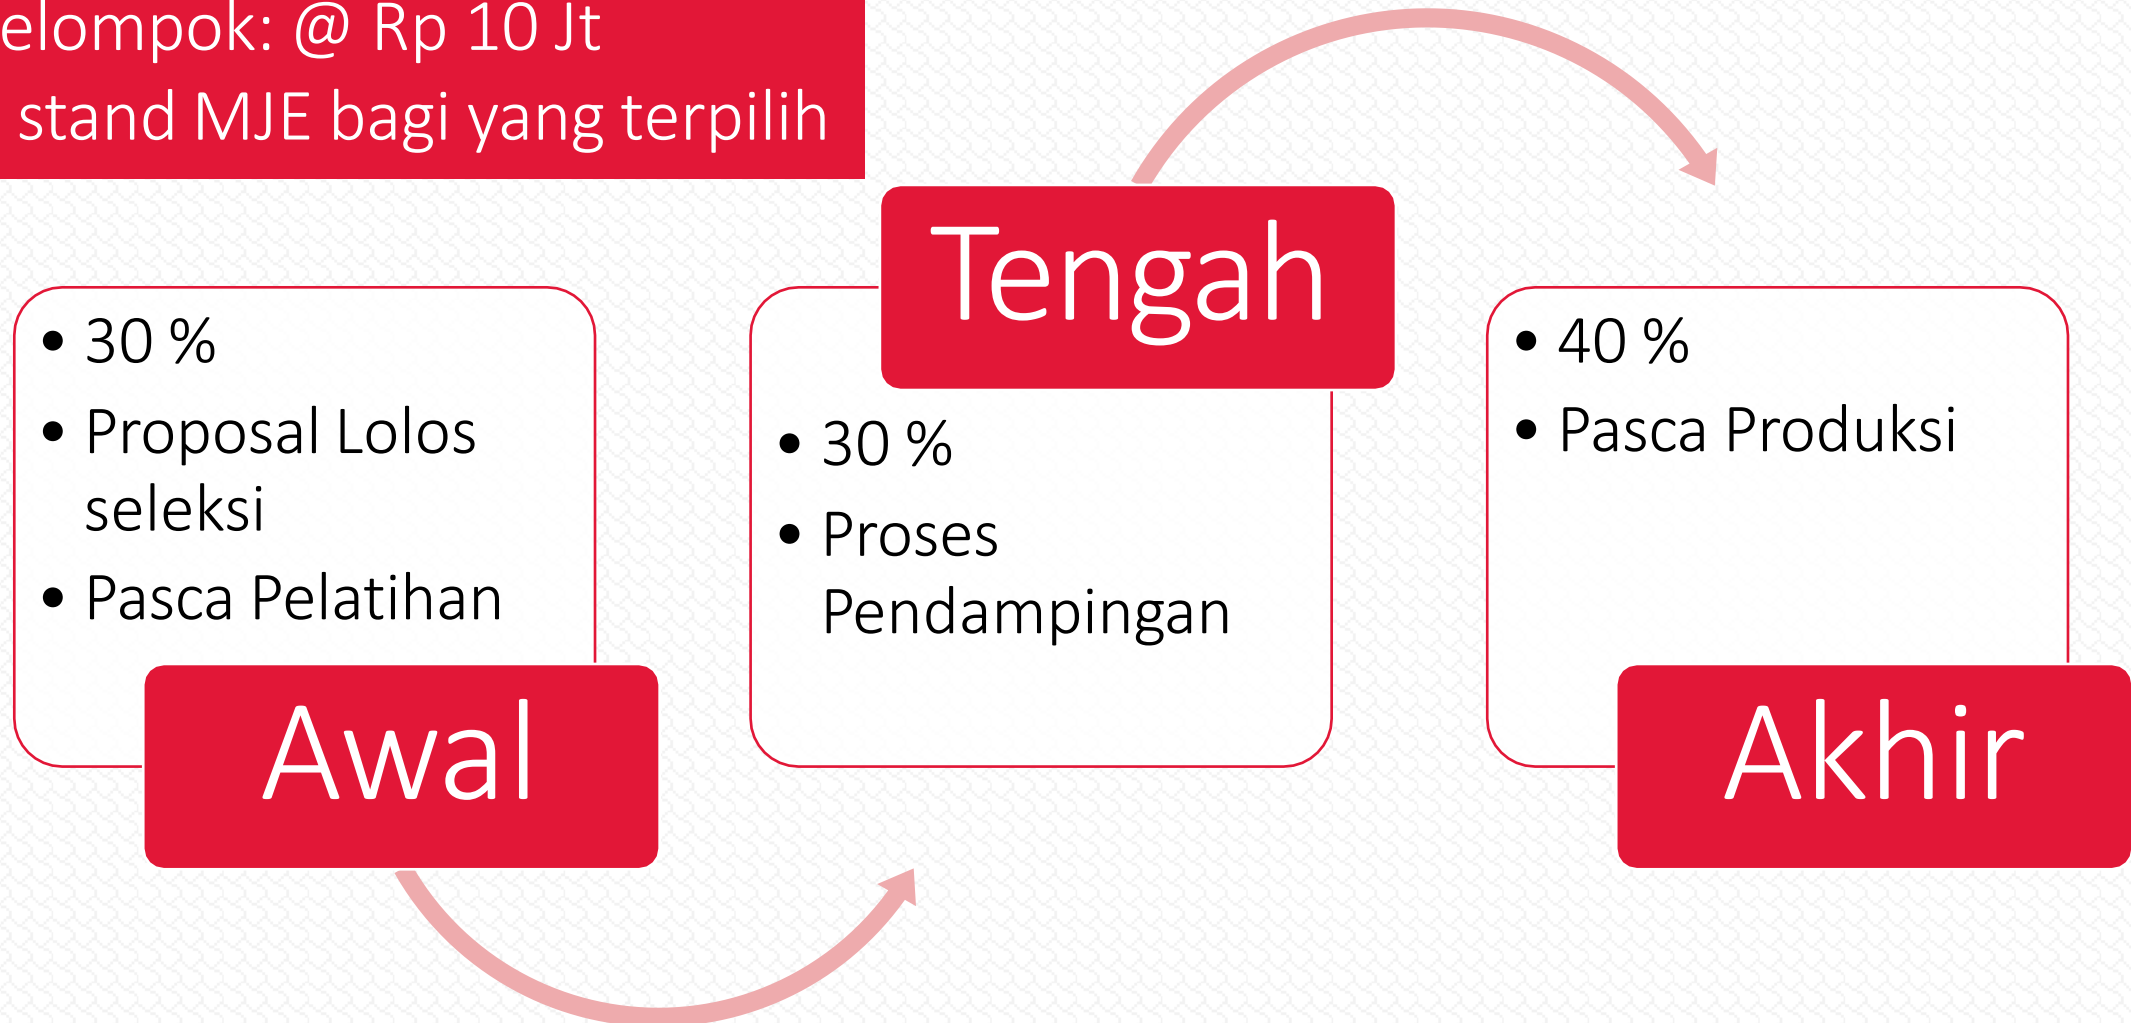 elompok: @ Rp 10 Jt
stand MJE bagi yang terpilih
• 30 %
• Proposal Lolos
seleksi
• Pasca Pelatihan
Awal
Tengah
• 30 %
• Proses
Pendampingan
• 40 %
• Pasca Produksi
Akhir